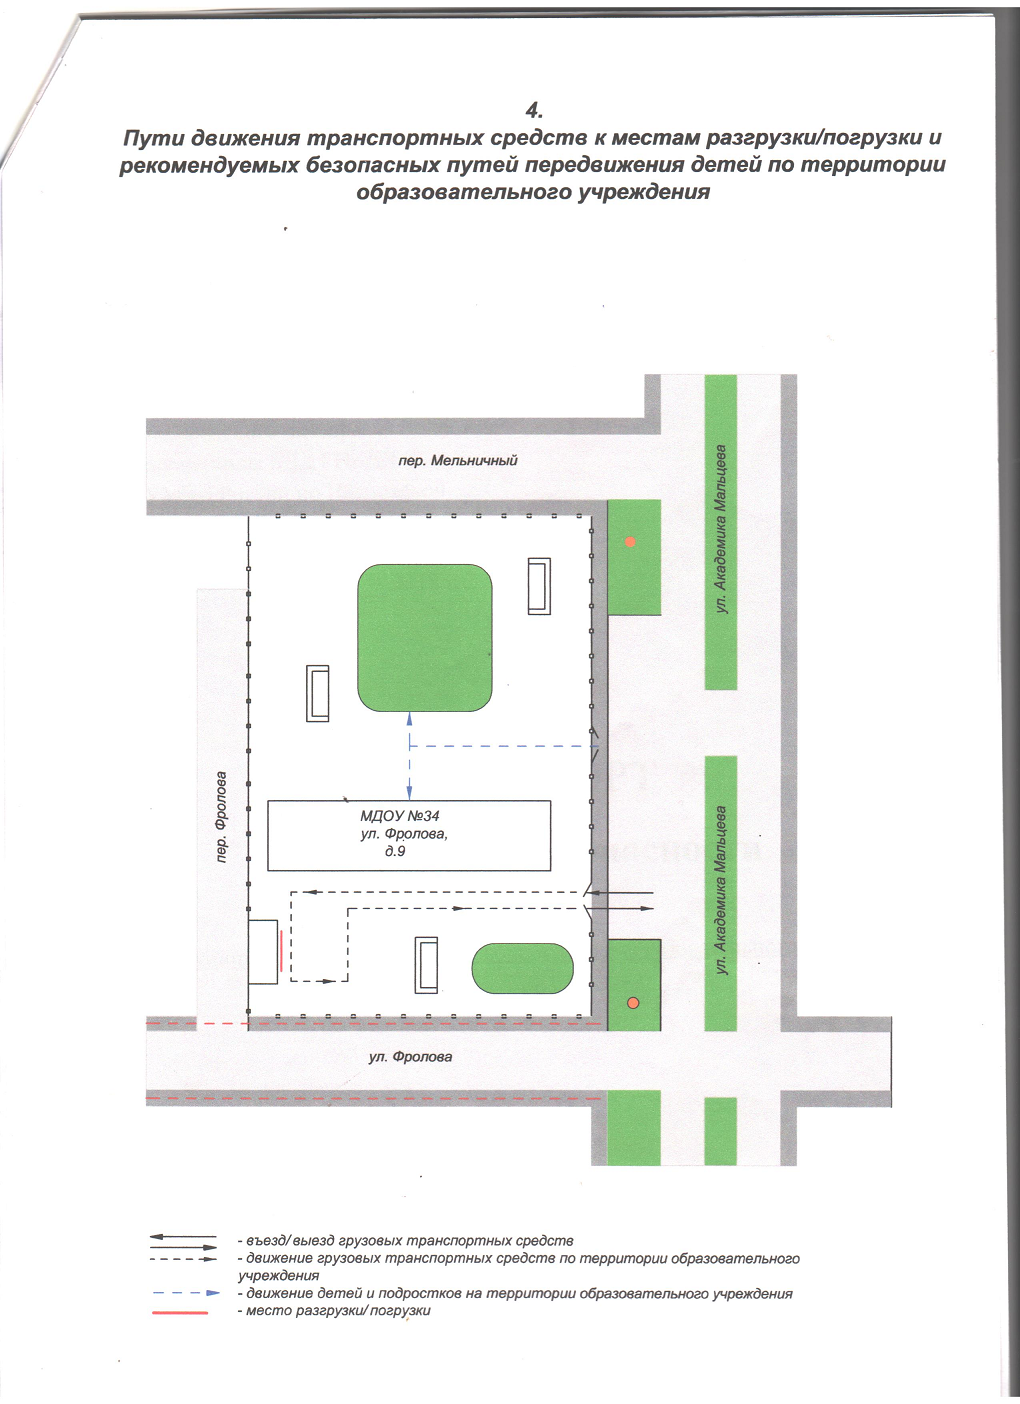 4.
Пути движения транспортных средств к местам разгрузки/погрузки и
рекомендуемых безопасных путей передвижения детей по территории
образовательного учреждения
пер. Мельничный
ул. Академика Мальцева
пер. Фролова
МДОУ №34
ул. Фролова,
д.9
ул. Академика Мальцева
ул. Фролова
- въезд/выезд грузовых транспортных средств
- движение грузовых транспортных средств по территории образовательного
учреждения
- движение детей и подростков на территории образовательного учреждения
- место разгрузки/погрузки